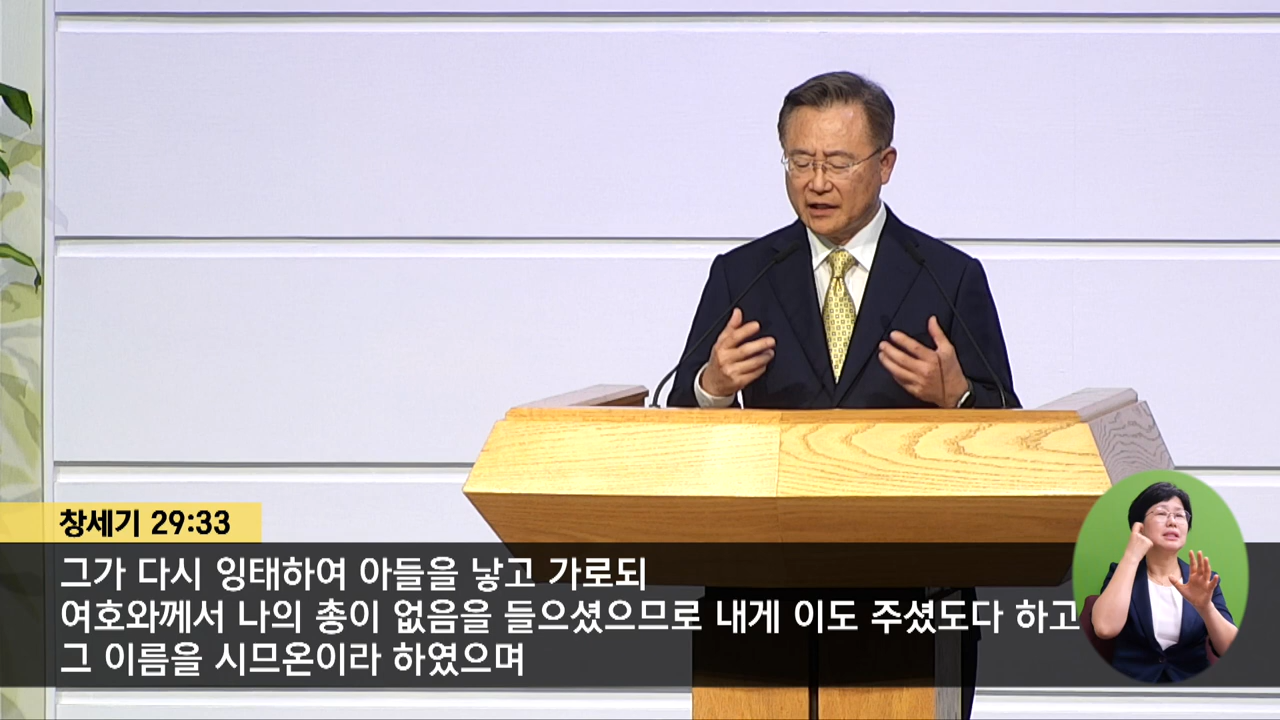 창세기 29:33
그가 다시 잉태하여 아들을 낳고 가로되
여호와께서 나의 총이 없음을 들으셨으므로 내게 이도 주셨도다 하고
그 이름을 시므온이라 하였으며